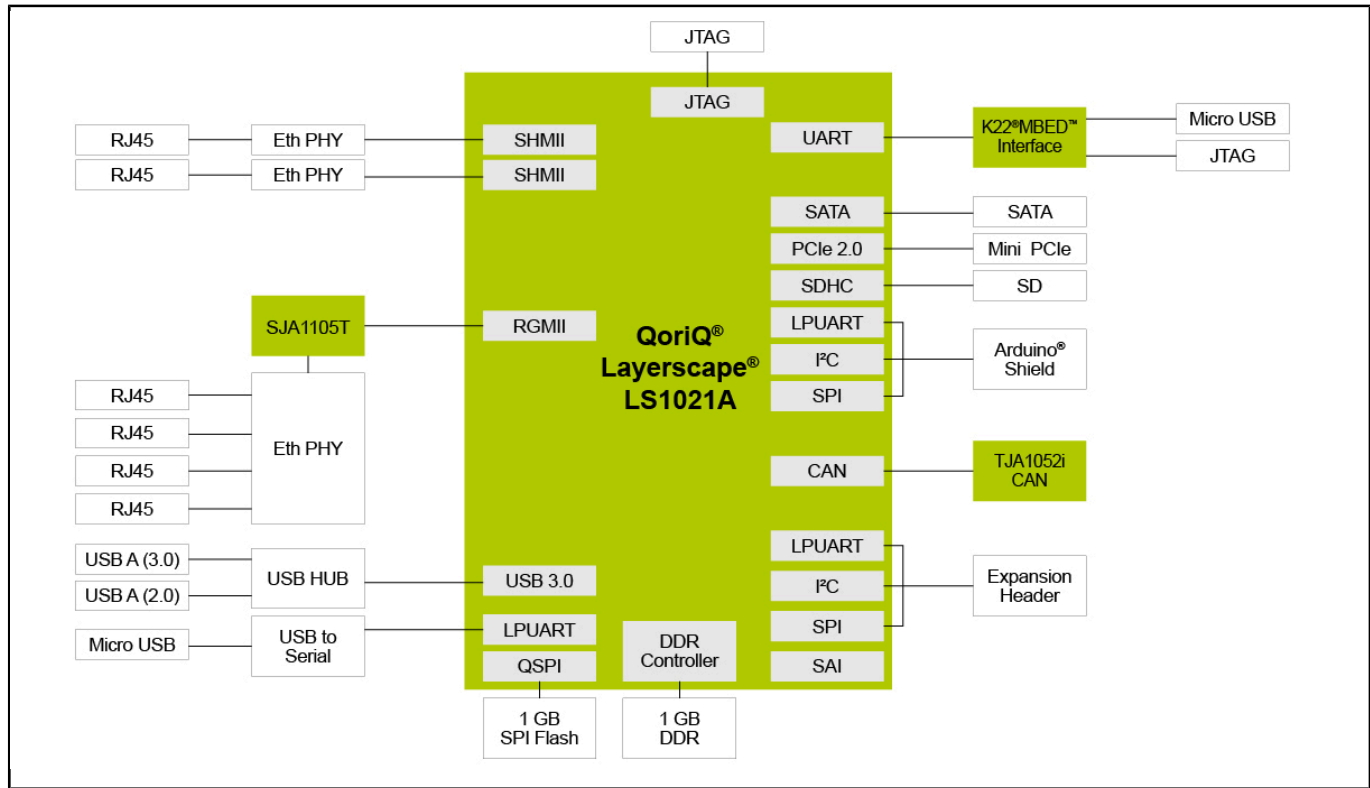 JTAG
JTAG
RJ45
Eth PHY
SHMII
RJ45
Eth PHY
SHMII
UART
K22®MBED™
Interface
Micro USB
JTAG
SATA
SATA
PCIe 2.0
Mini PCIe
SDHC
SD
SJA1105T
RGMII
QoriQ®
Layerscape®
LS1021A
LPUART
I²C
SPI
Arduino®
Shield
RJ45
RJ45
RJ45
RJ45
Eth PHY
CAN
TJA1052i
CAN
USB A (3.0)
USB A (2.0)
USB HUB
USB 3.0
LPUART
I²C
SPI
Expansion
Header
Micro USB
USB to
Serial
LPUART
QSPI
DDR
Controller
SAI
1 GB
SPI Flash
1 GB
DDR